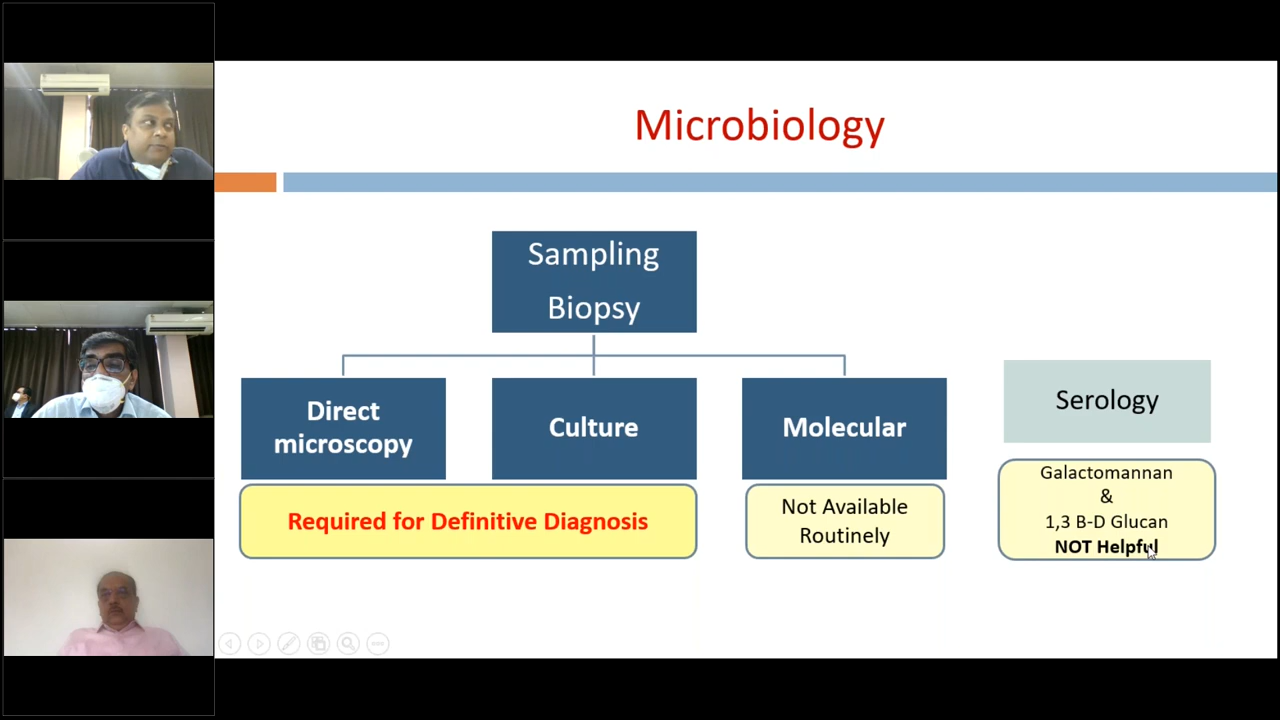 Microbiology
Sampling
Biopsy
Direct
microscopy
Culture
Molecular
Serology
Required for Definitive Diagnosis
Not Available
Routinely
Galactomannan
&
1,3 B-D Glucan
NOT Helpful